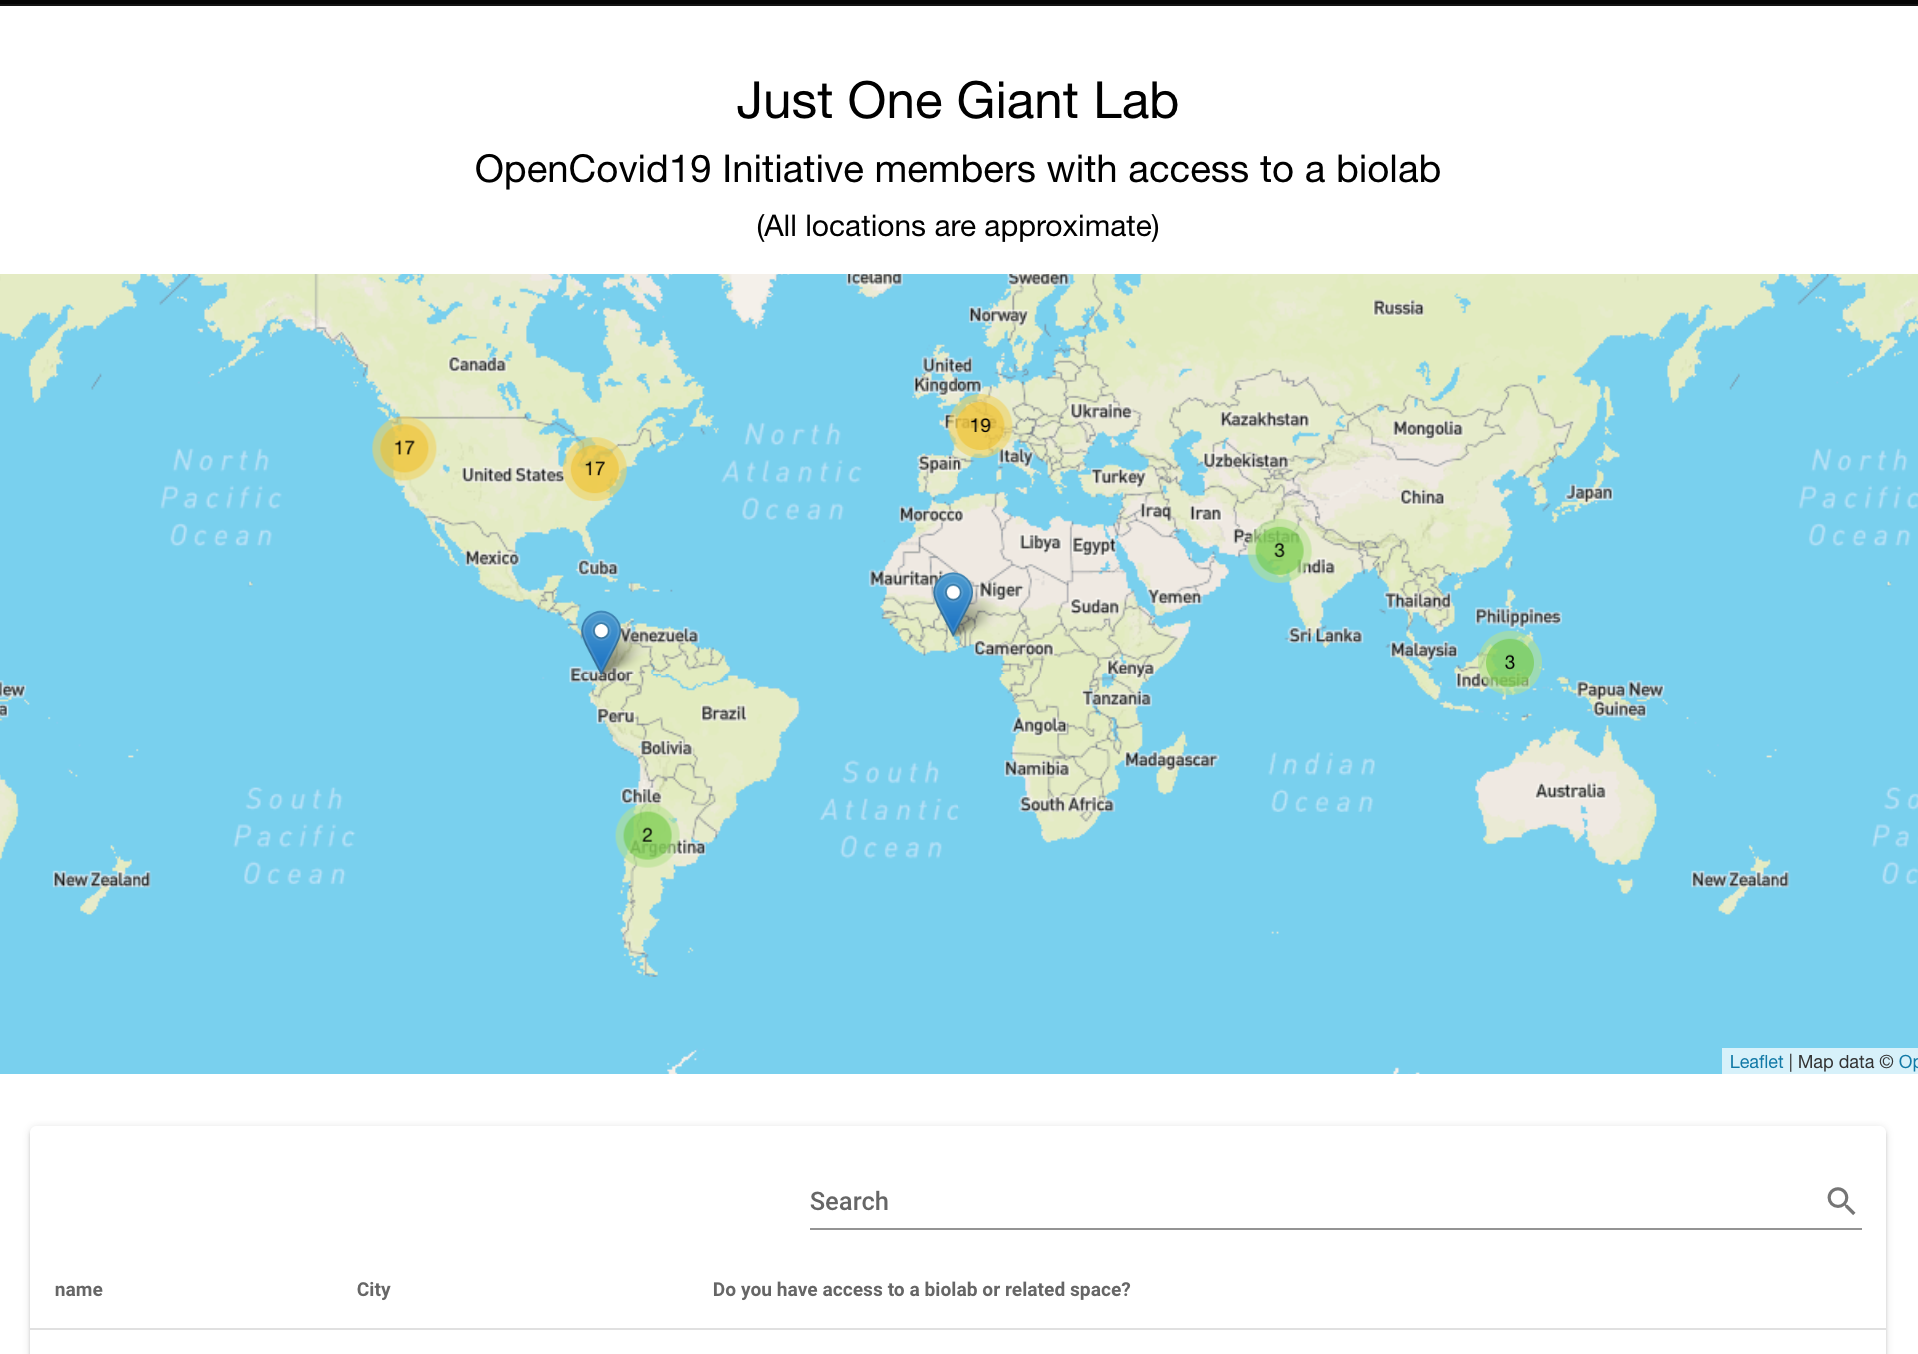 Just One Giant Lab
OpenCovid19 Initiative members with access to a biolab
(All locations are approximate)
Iceland
Sweden
Russia
Norway
Canada
United
Kingdom
Ukraine
Kazakhstan
Mongolia
17
19
North
Atlantic
Ocean
North
Pacific
Ocean
United States
17
Spain
Italy
Turkey
Uzbekistan
China
Japan
North
Pacific
Ocean
Morocco
Iraq
Iran
Libya
Egypt
Pakistan
3
India
Mexico
Cuba
Niger
Sudan
Yemen
Thailand
Philippines
Venezuela
Cameroon
Sri Lanka
Malaysia
3
Indonesia
Ecuador
Kenya
Tanzania
Papua New
Guinea
Peru
Brazil
Angola
Bolivia
Namibia
Madagascar
South Africa
Indian
Ocean
Australia
Chile
2
Argentina
South
Atlantic
Ocean
South
Pacific
Ocean
New Zealand
New Zealand
Leaflet | Map data ©
Search
name City Do you have access to a biolab or related space?